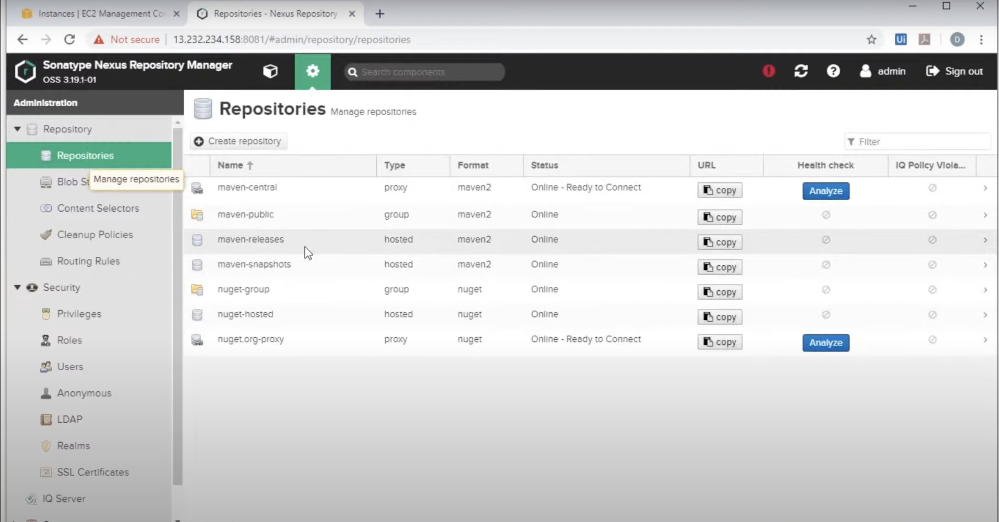 Instances | EC2 Management Con
Repositories - Nexus Repository
Not secure
13.232.234.158:8081/#admin/repository/repositories
Ui
D
Sonatype Nexus Repository Manager
OSS 3.19.1-01
Search components
admin
Sign out
Administration
Repository
Repositories
Blob St
Manage repositories
Content Selectors
Cleanup Policies
Routing Rules
Security
Privileges
Roles
Users
Anonymous
LDAP
Realms
SSL Certificates
IQ Server
Repositories Manage repositories
Create repository
Filter
Name Type Format Status URL Health check IQ Policy Viola...
maven-central proxy maven2 Online - Ready to Connect copy Analyze
maven-public group maven2 Online copy
maven-releases hosted maven2 Online copy
maven-snapshots hosted maven2 Online copy
nuget-group group nuget Online copy
nuget-hosted hosted nuget Online copy
nuget.org-proxy proxy nuget Online - Ready to Connect copy Analyze